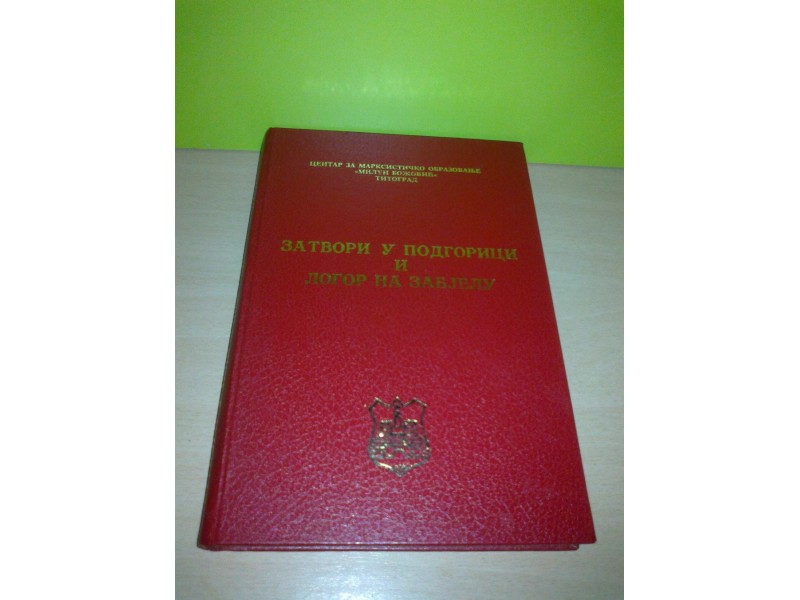 ЦЕНТАР ЗА МАРКСИСТИЧКО ОБРАЗОВАЊЕ
«МИЛУН БОЖОВИЋ»
ТИТОГРАД
ЗАТВОРИ У ПОДГОРИЦИ
И
ЛОГОР НА ЗАБЈЕЛУ